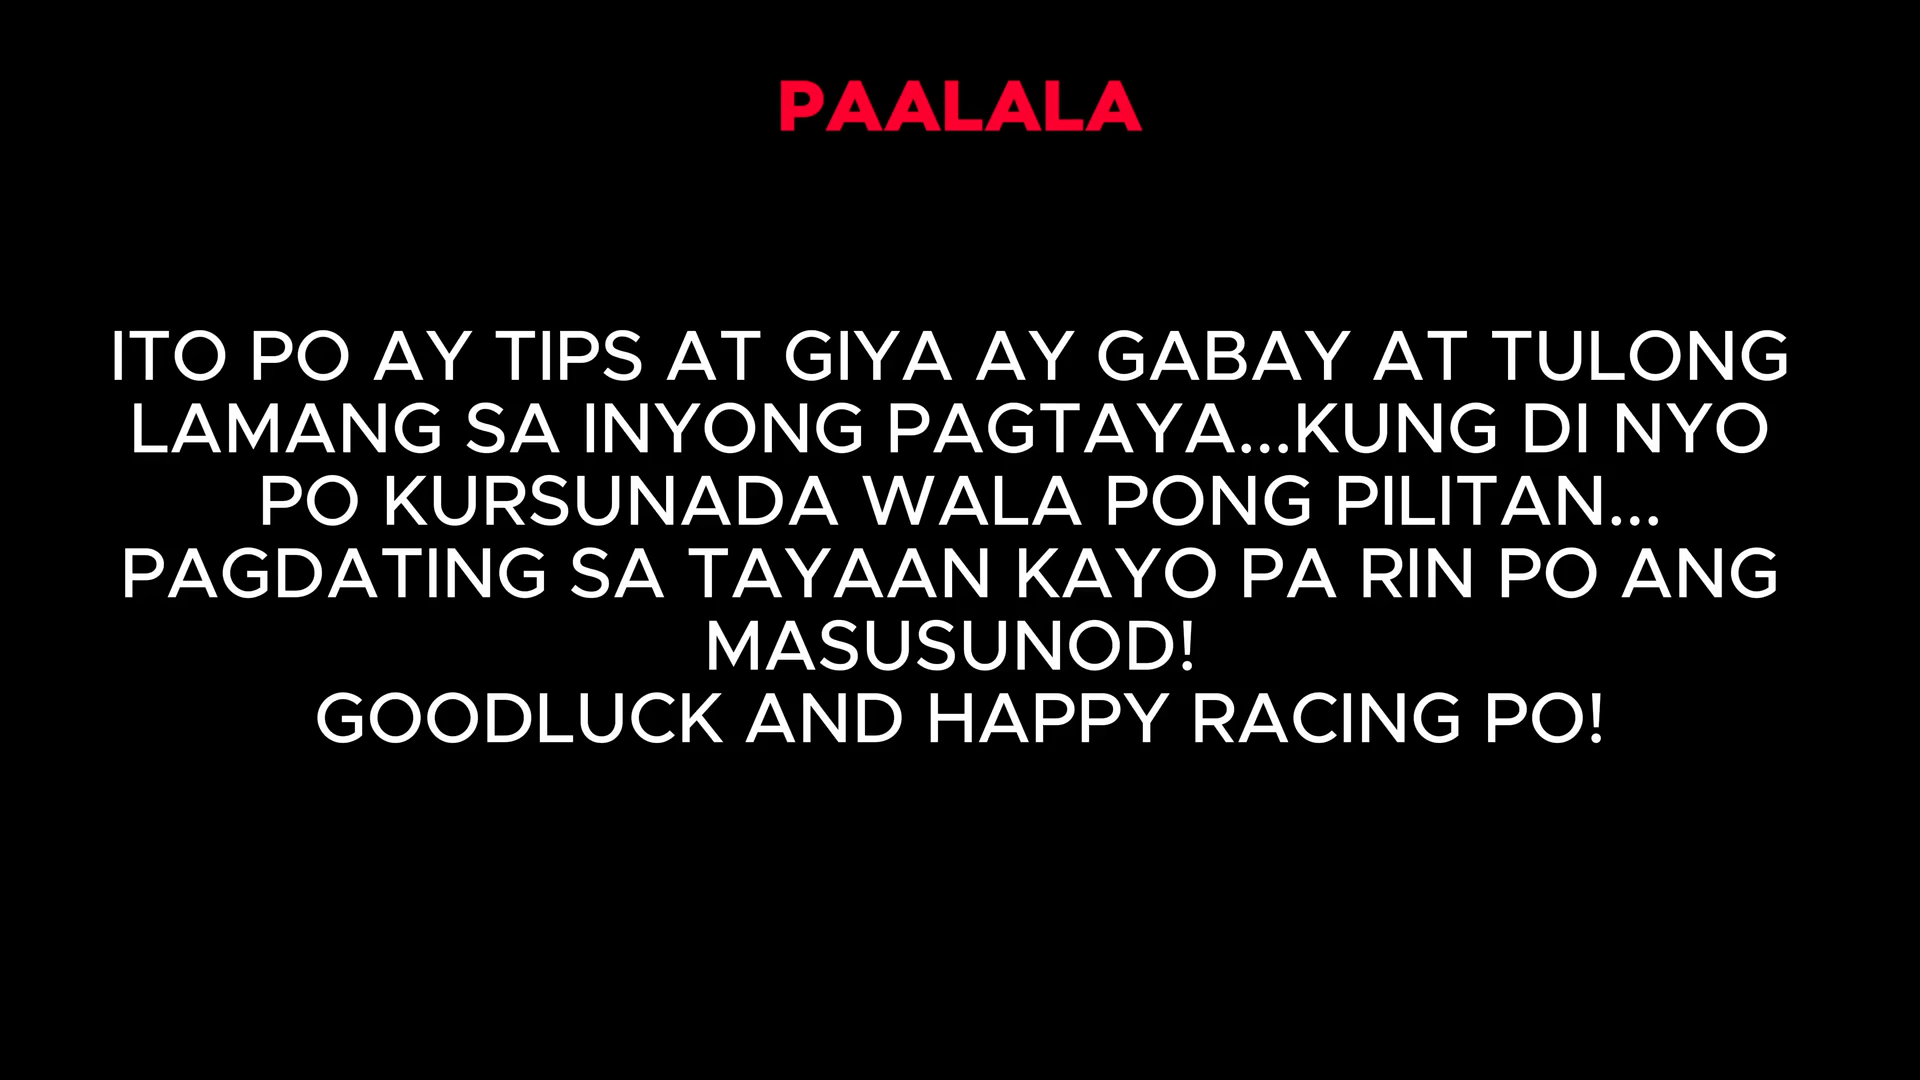 PAALALA
ITO PO AY TIPS AT GIYA AY GABAY AT TULONG
LAMANG SA INYONG PAGTAYA...KUNG DI NYO
PO KURSUNADA WALA PONG PILITAN...
PAGDATING SA TAYAAN KAYO PA RIN PO ANG
MASUSUNOD!
GOODLUCK AND HAPPY RACING PO!